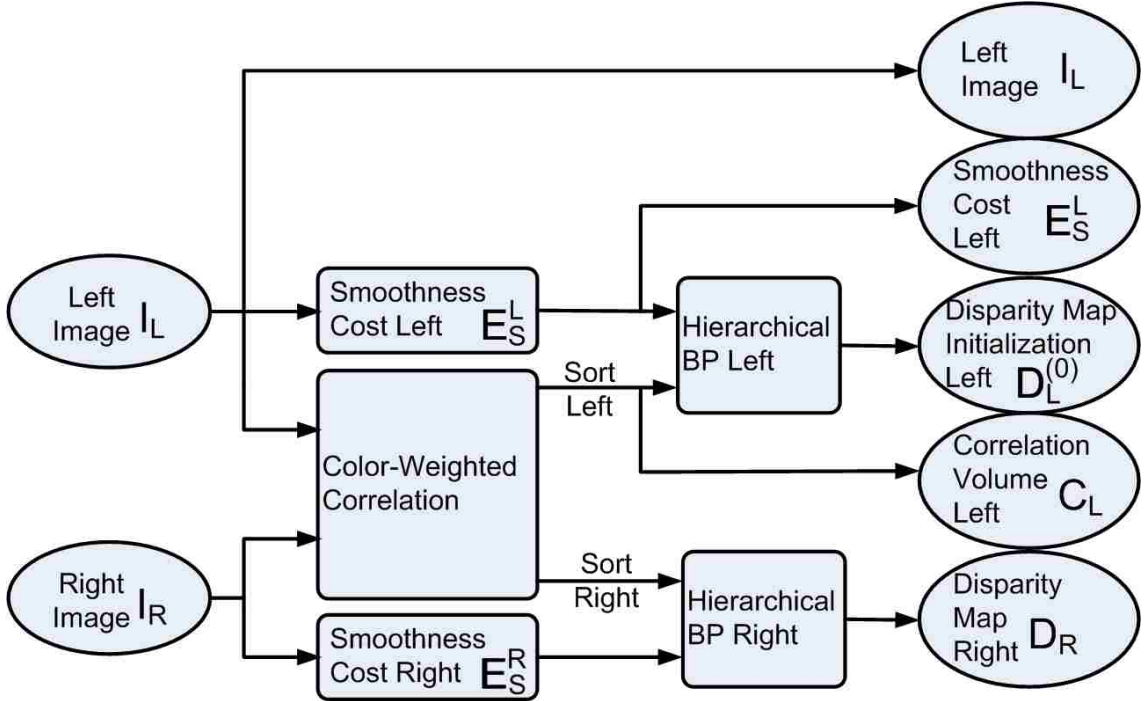 Left
Image I_L
Smoothness
Cost
Left E_S^L
Left
Image I_L
Smoothness
Cost Left E_S^L
Hierarchical
BP Left
Disparity Map
Initialization
Left D_L^(0)
Sort
Left
Color-Weighted
Correlation
Correlation
Volume
Left C_L
Right
Image I_R
Sort
Right
Smoothness
Cost Right E_S^R
Hierarchical
BP Right
Disparity
Map
Right D_R